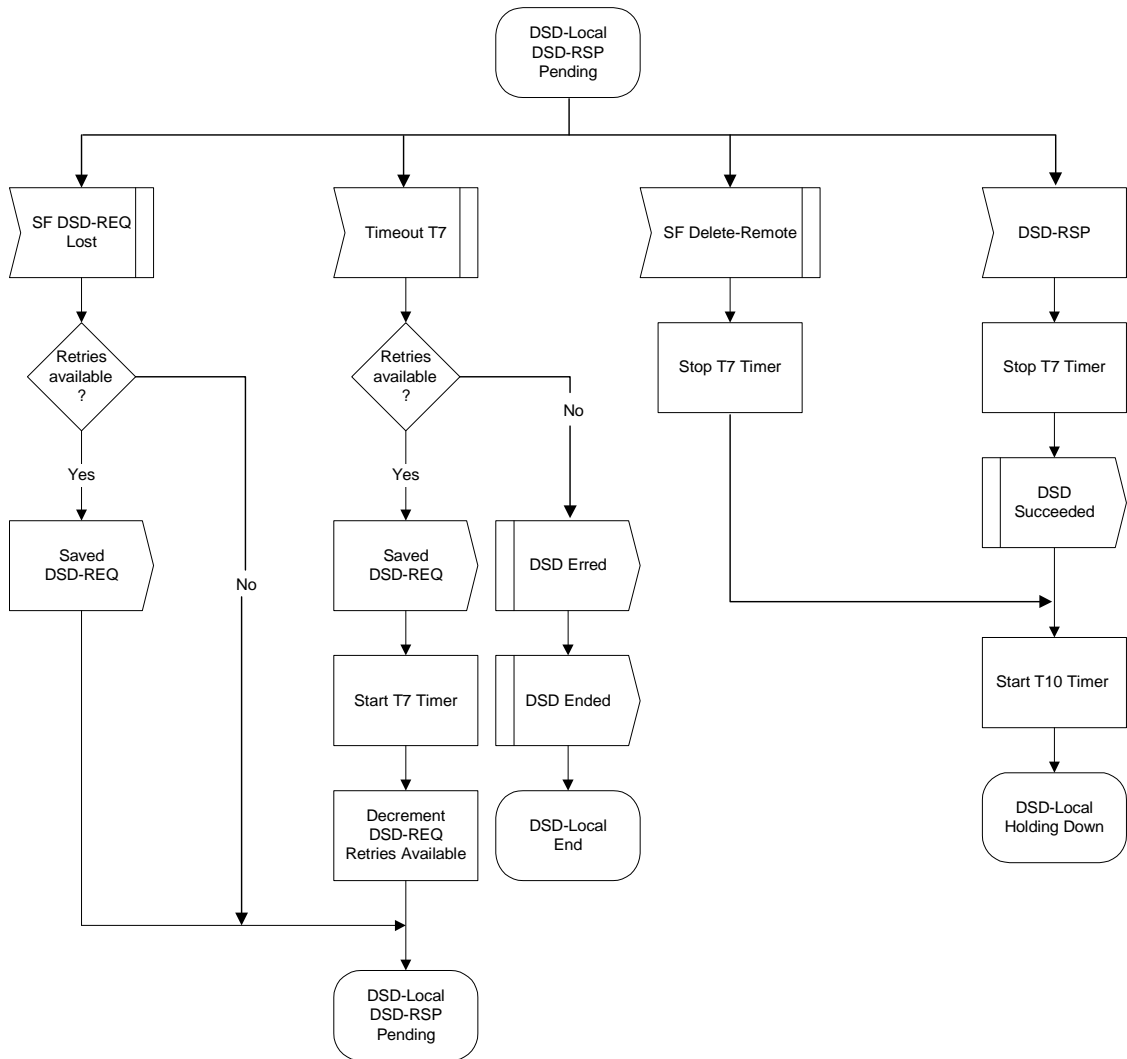 DSD-Local
DSD-RSP
Pending
SF DSD-REQ
Lost
Timeout T7
SF Delete-Remote
DSD-RSP
Retries
available
?
Retries
available
?
Stop T7 Timer
Stop T7 Timer
No
Yes
Yes
DSD
Succeeded
Saved
DSD-REQ
No
Saved
DSD-REQ
DSD Erred
Start T7 Timer
DSD Ended
Start T10 Timer
Decrement
DSD-REQ
Retries Available
DSD-Local
End
DSD-Local
Holding Down
DSD-Local
DSD-RSP
Pending